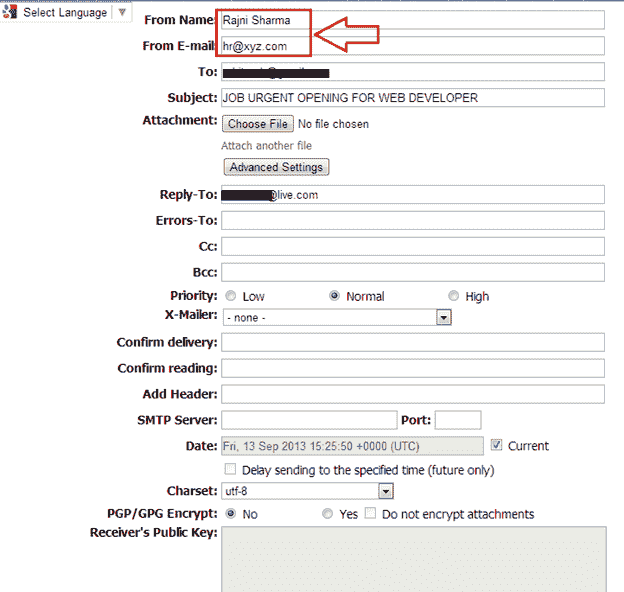 Select Language
From Name: Rajni Sharma
From E-mail: hr@xyz.com
To:
Subject: JOB URGENT OPENING FOR WEB DEVELOPER
Attachment: Choose File No file chosen
Attach another file
Advanced Settings
Reply-To: @live.com
Errors-To:
Cc:
Bcc:
Priority: Low Normal High
X-Mailer: - none -
Confirm delivery:
Confirm reading:
Add Header:
SMTP Server: Port:
Date: Fri, 13 Sep 2013 15:25:50 +0000 (UTC) Current
Delay sending to the specified time (future only)
Charset: utf-8
PGP/GPG Encrypt: No Yes Do not encrypt attachments
Receiver's Public Key: